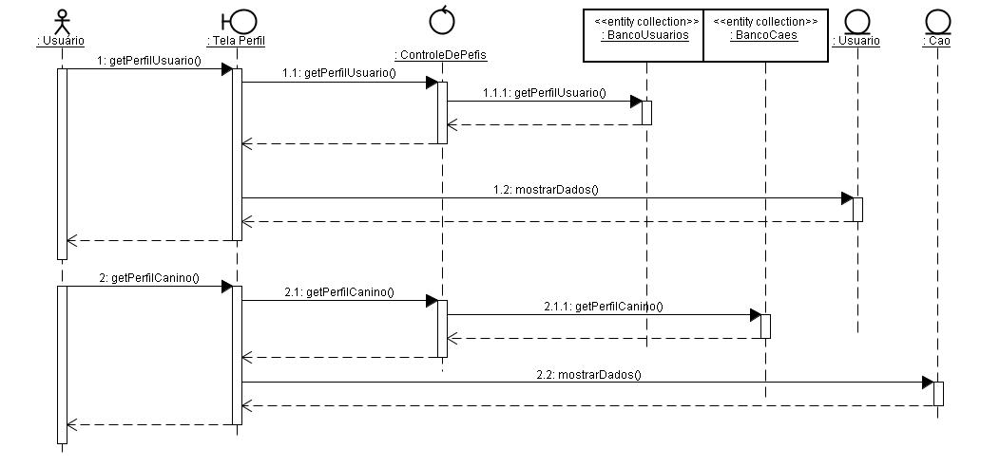 <<entity collection>> <<entity collection>>
: Usuário : Tela Perfil : BancoUsuarios : BancoCaes : Usuario : Cao
: ControleDePefis
1: getPerfilUsuario()
1.1: getPerfilUsuario()
1.1.1: getPerfilUsuario()
1.2: mostrarDados()
2: getPerfilCanino()
2.1: getPerfilCanino()
2.1.1: getPerfilCanino()
2.2: mostrarDados()